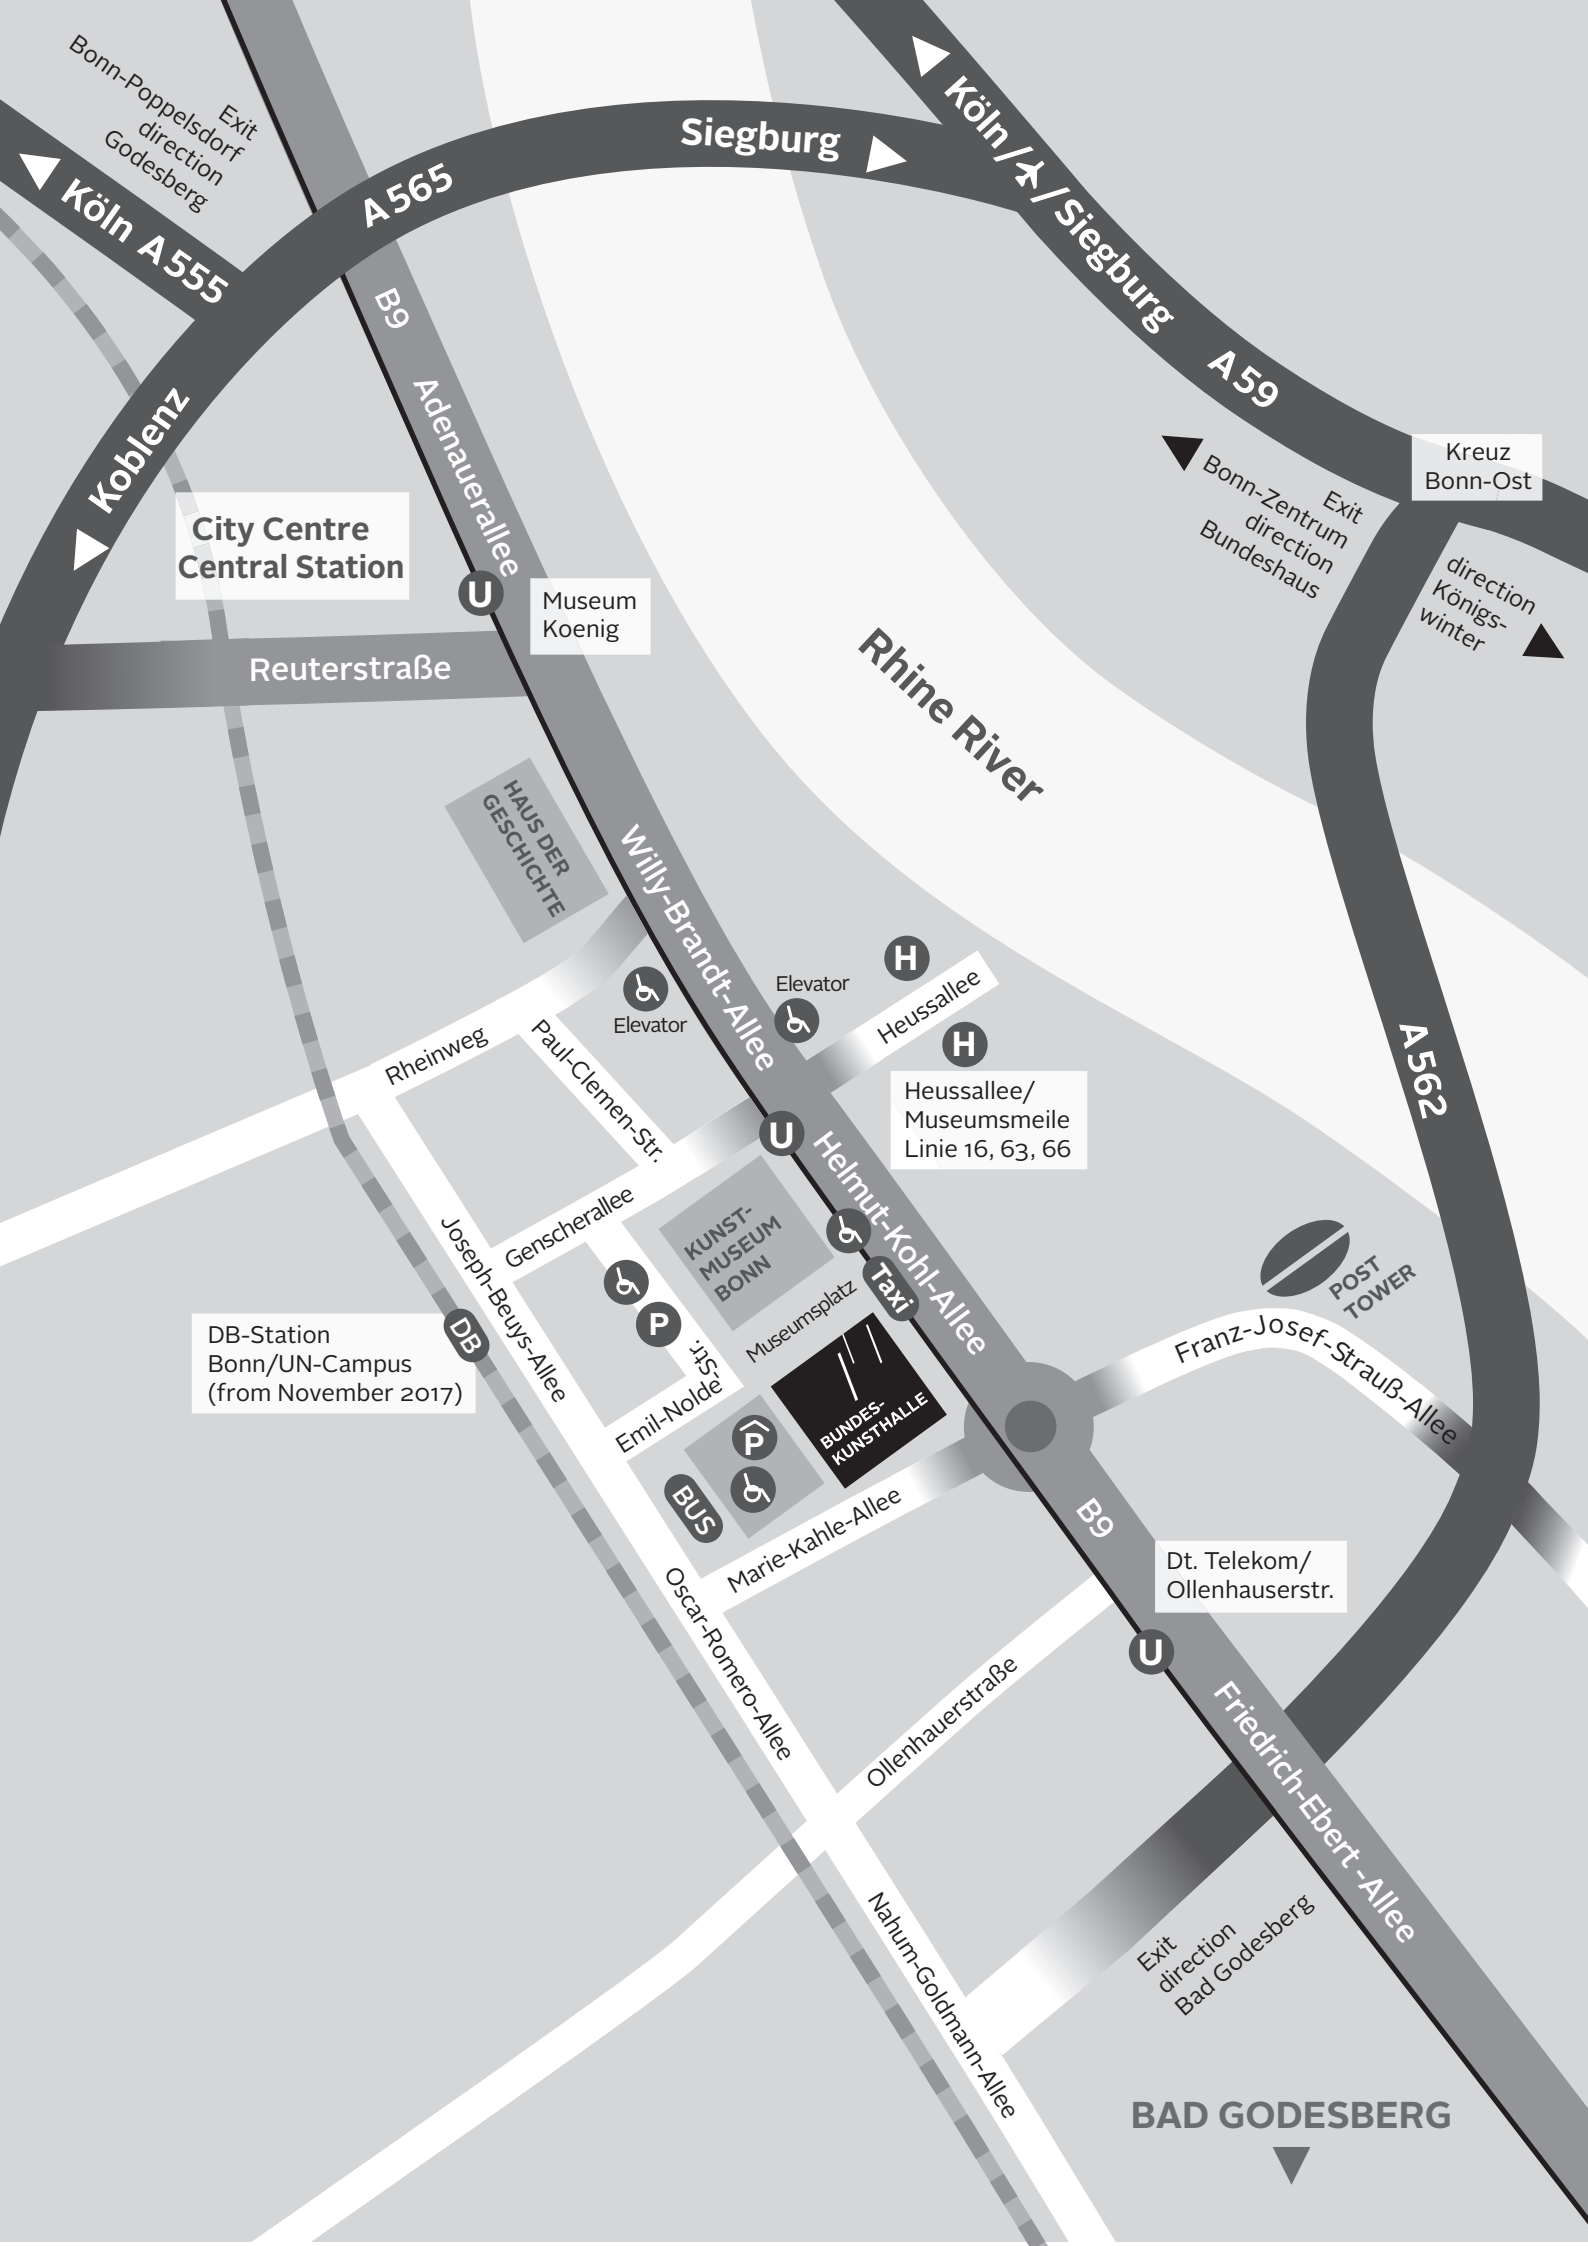 Exit
Bonn-Poppelsdorf
direction
Godesberg
Köln A 555
A 565
Siegburg
Köln/ /Siegburg
A 59
Koblenz
B9
Adenauerallee
Kreuz
Bonn-Ost
Exit
Bonn-Zentrum
direction
Bundeshaus
direction
Königs-
winter
City Centre
Central Station
U
Museum
Koenig
Reuterstraße
Rhine River
HAUS DER
GESCHICHTE
Willy-Brandt-Allee
Elevator
Elevator
H
Heussallee
H
Heussallee/
Museumsmeile
Linie 16, 63, 66
A 562
Rheinweg
Paul-Clemen-Str.
U
Helmut-Kohl-Allee
Genscherallee
Joseph-Beuys-Allee
KUNST-
MUSEUM
BONN
Museumsplatz
Taxi
POST
TOWER
P
DB
DB-Station
Bonn/UN-Campus
(from November 2017)
Emil-Nolde
-Str.
Franz-Josef-Strauß-Allee
BUNDES-
KUNSTHALLE
P
BUS
Marie-Kahle-Allee
B9
Dt. Telekom/
Ollenhauserstr.
U
Oscar-Romero-Allee
Ollenhauerstraße
Friedrich-Ebert -Allee
Nahum-Goldmann-Allee
Exit
direction
Bad Godesberg
BAD GODESBERG